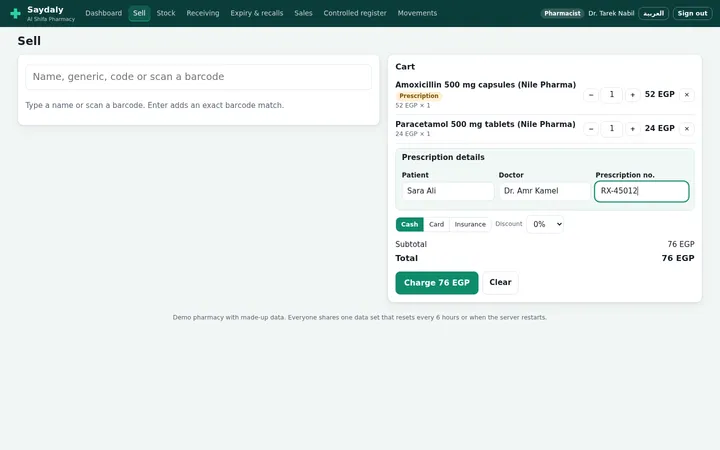 Saydaly
Al Shifa Pharmacy
Dashboard Sell Stock Receiving Expiry & recalls Sales Controlled register Movements
Pharmacist Dr. Tarek Nabil العربية Sign out
Sell
Name, generic, code or scan a barcode
Type a name or scan a barcode. Enter adds an exact barcode match.
Cart
Amoxicillin 500 mg capsules (Nile Pharma)
Prescription
52 EGP × 1
− 1 + 52 EGP ×
Paracetamol 500 mg tablets (Nile Pharma)
24 EGP × 1
− 1 + 24 EGP ×
Prescription details
Patient Doctor Prescription no.
Sara Ali Dr. Amr Kamel RX-45012
Cash Card Insurance Discount 0%
Subtotal 76 EGP
Total 76 EGP
Charge 76 EGP Clear
Demo pharmacy with made-up data. Everyone shares one data set that resets every 6 hours or when the server restarts.